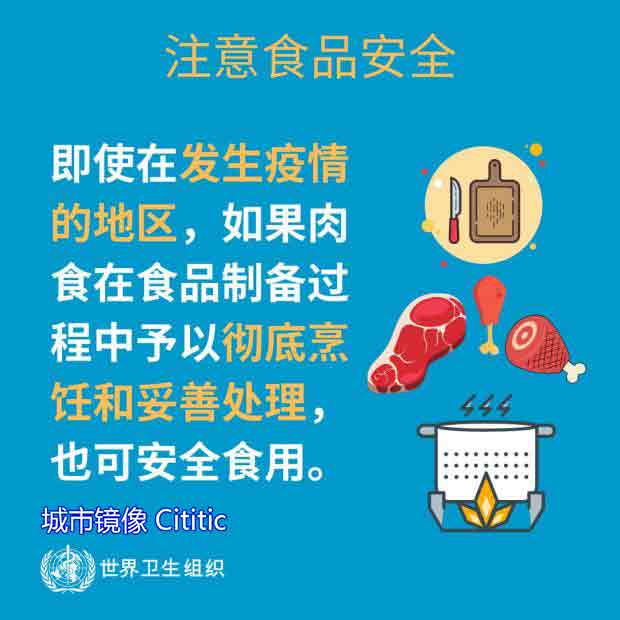 注意食品安全
即使在发生疫情
的地区，如果肉
食在食品制备过
程中予以彻底烹
饪和妥善处理，
也可安全食用。
城市镜像 Cititic
世界卫生组织